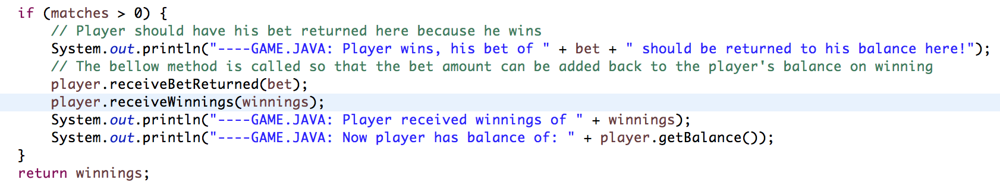 if (matches > 0) {
    // Player should have his bet returned here because he wins
    System.out.println("----GAME.JAVA: Player wins, his bet of " + bet + " should be returned to his balance here!");
    // The bellow method is called so that the bet amount can be added back to the player's balance on winning
    player.receiveBetReturned(bet);
    player.receiveWinnings(winnings);
    System.out.println("----GAME.JAVA: Player received winnings of " + winnings);
    System.out.println("----GAME.JAVA: Now player has balance of: " + player.getBalance());
}
return winnings;